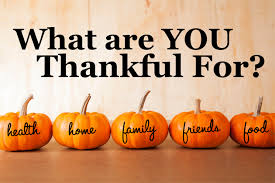 What are YOU
Thankful For?
health home family friends food